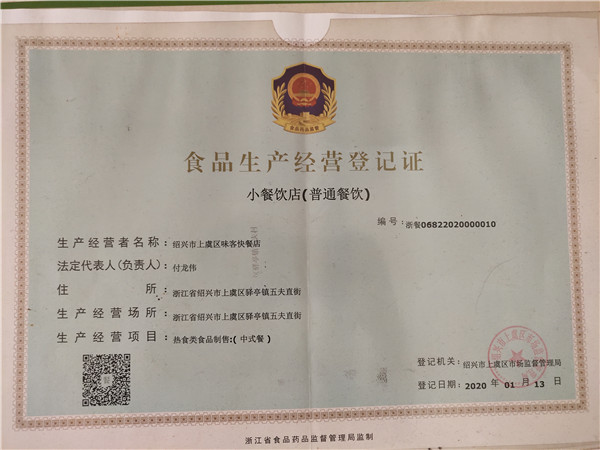 食品药品监督
食品生产经营登记证
小餐饮店(普通餐饮)
编号:浙餐06822020000010
生产经营者名称:绍兴市上虞区味客快餐店
法定代表人(负责人):付龙伟
住所:浙江省绍兴市上虞区驿亭镇五夫直街
生产经营场所:浙江省绍兴市上虞区驿亭镇五夫直街
生产经营项目:热食类食品制售:(中式餐)
登记机关:绍兴市上虞区市场监督管理局
登记日期:2020 年 01 月 13 日
浙江省食品药品监督管理局监制